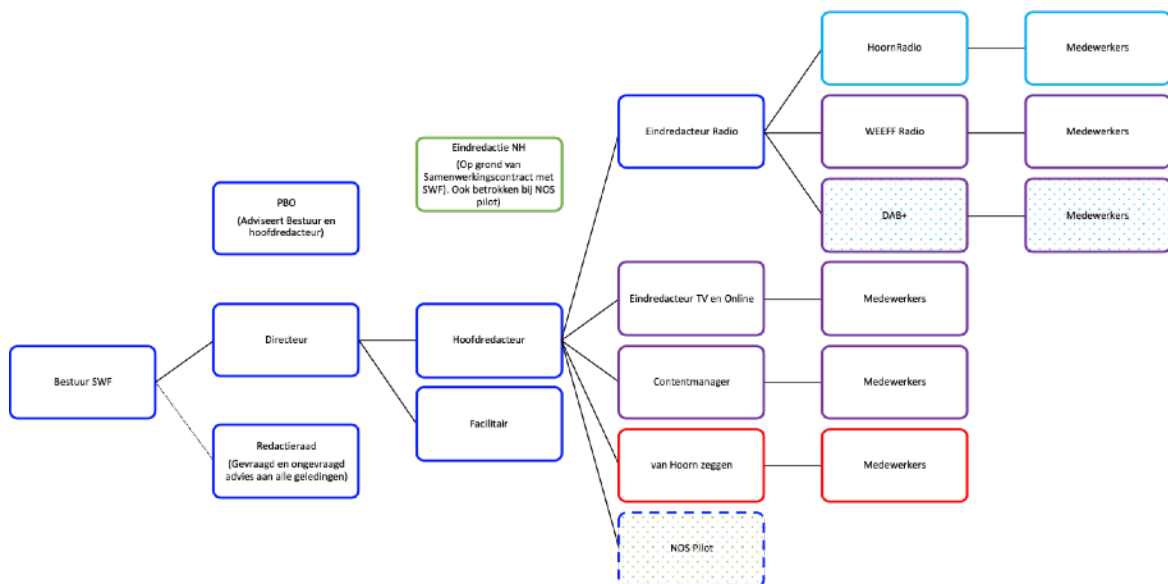 HoornRadio
Medewerkers
Eindredacteur Radio
WEEFF Radio
Medewerkers
DAB+
Medewerkers
Eindredactie NH
(Op grond van
Samenwerkingscontract met
SWF). Ook betrokken bij NOS
pilot)
PBO
(Adviseert Bestuur en
hoofdredacteur)
Eindredacteur TV en Online
Medewerkers
Bestuur SWF
Directeur
Hoofdredacteur
Contentmanager
Medewerkers
Facilitair
Redactieraad
(Gevraagd en ongevraagd
advies aan alle geledingen)
van Hoorn zeggen
Medewerkers
NOS Pilot